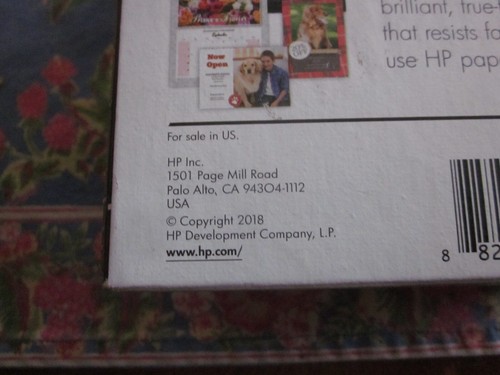 brilliant, true-
that resists fa
use HP pap
Now
Open
For sale in US.
HP Inc.
1501 Page Mill Road
Palo Alto, CA 94304-1112
USA
© Copyright 2018
HP Development Company, L.P.
www.hp.com/
8 82